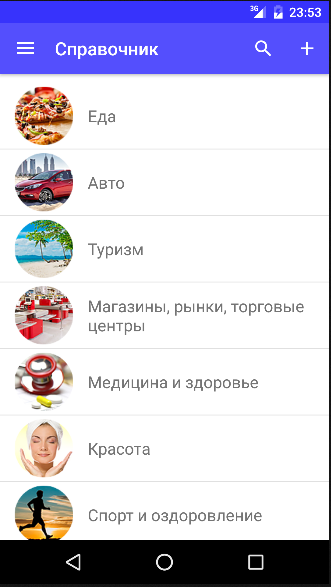 3G 23:53
Справочник
Еда
Авто
Туризм
Магазины, рынки, торговые
центры
Медицина и здоровье
Красота
Спорт и оздоровление